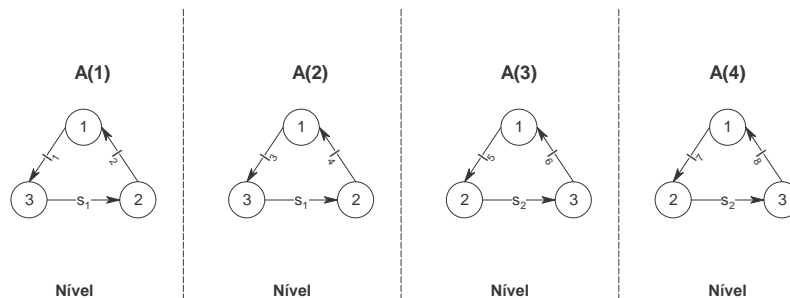 A(1) A(2) A(3) A(4)
1 1 1 1
1 2 3 4 5 6 7 8
3 s1 2 3 s1 2 2 s2 3 2 s2 3
Nível Nível Nível Nível